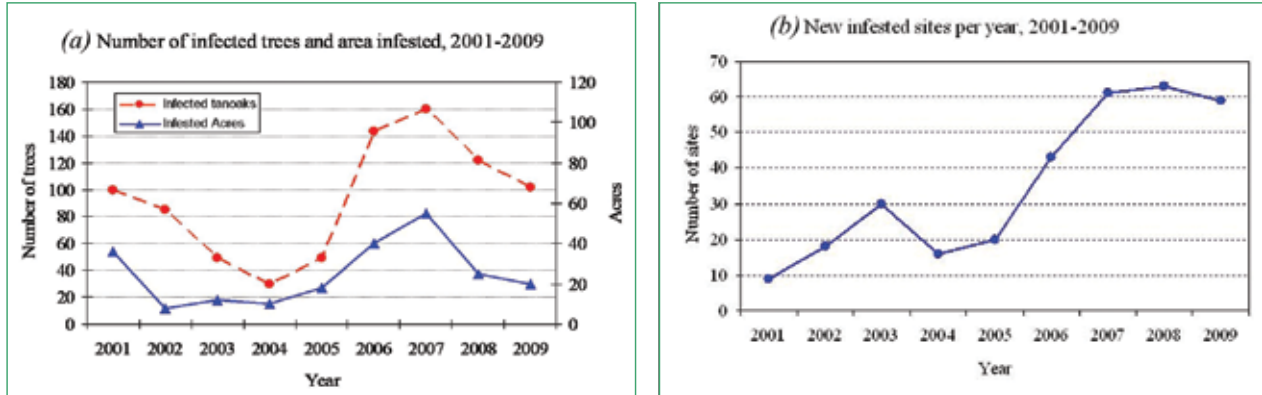 (a) Number of infected trees and area infested, 2001-2009
180
160
140
120
100
80
60
40
20
0
Number of trees
Infected tanoaks
Infested Acres
120
100
80
60
40
20
0
Acres
2001 2002 2003 2004 2005 2006 2007 2008 2009
Year
(b) New infested sites per year, 2001-2009
70
60
50
40
30
20
10
0
Number of sites
2001 2002 2003 2004 2005 2006 2007 2008 2009
Year